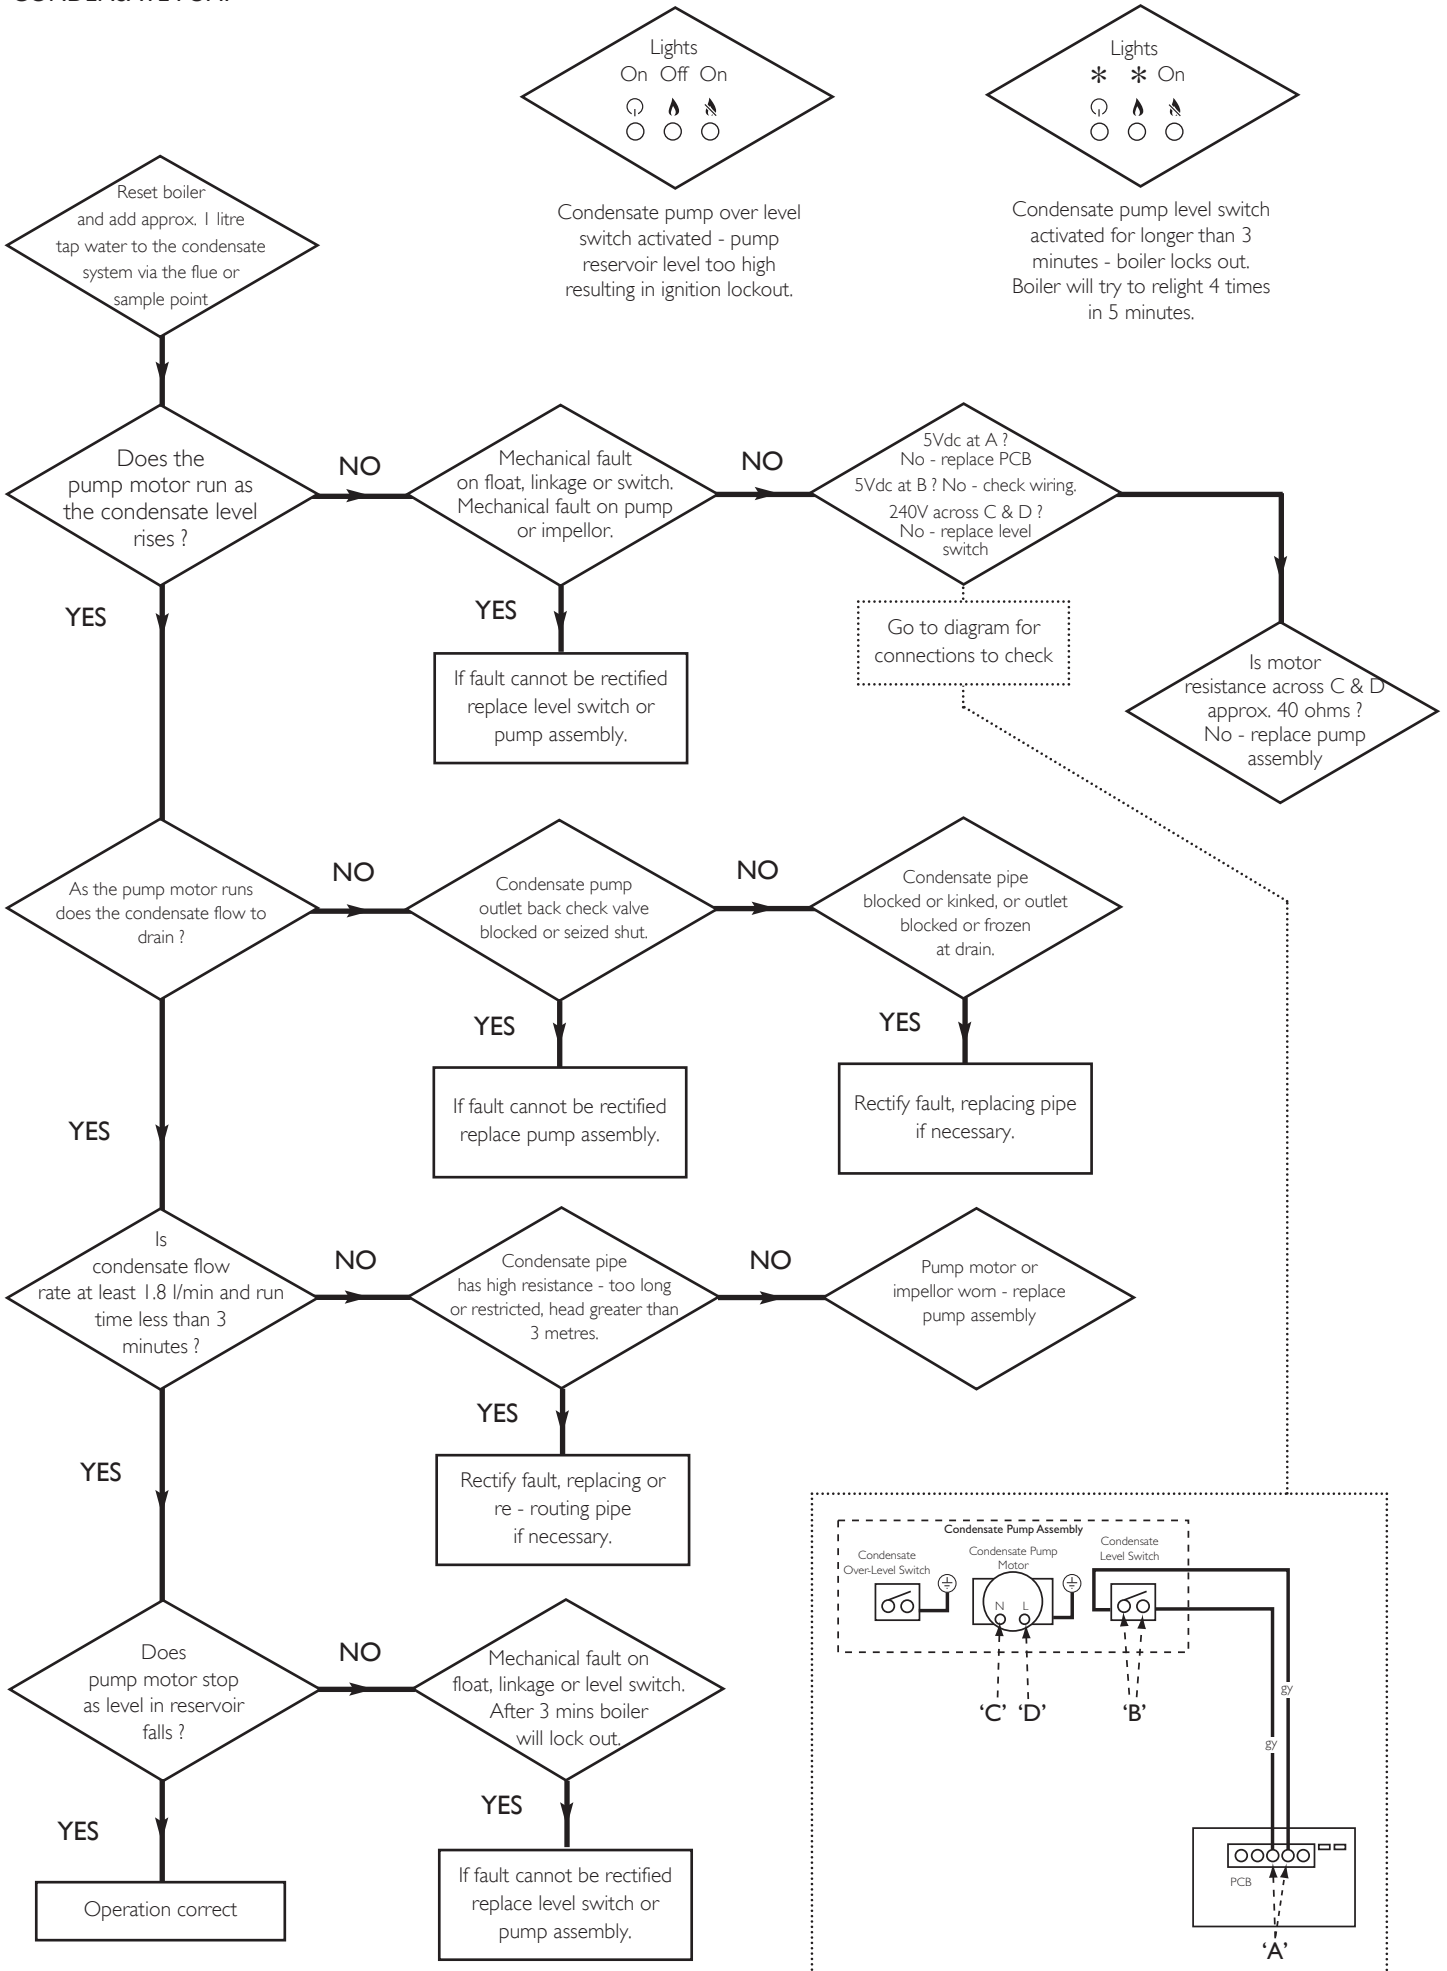 CONDENSATE PUMP
Lights
On Off On
Condensate pump over level
switch activated - pump
reservoir level too high
resulting in ignition lockout.
Lights
* * On
Condensate pump level switch
activated for longer than 3
minutes - boiler locks out.
Boiler will try to relight 4 times
in 5 minutes.
Reset boiler
and add approx. 1 litre
tap water to the condensate
system via the flue or
sample point
Does the
pump motor run as
the condensate level
rises ?
NO
Mechanical fault
on float, linkage or switch.
Mechanical fault on pump
or impellor.
NO
5Vdc at A ?
No - replace PCB
5Vdc at B ? No - check wiring.
240V across C & D ?
No - replace level
switch
YES
YES
If fault cannot be rectified
replace level switch or
pump assembly.
Go to diagram for
connections to check
Is motor
resistance across C & D
approx. 40 ohms ?
No - replace pump
assembly
As the pump motor runs
does the condensate flow to
drain ?
NO
Condensate pump
outlet back check valve
blocked or seized shut.
NO
Condensate pipe
blocked or kinked, or outlet
blocked or frozen
at drain.
YES
YES
YES
If fault cannot be rectified
replace pump assembly.
Rectify fault, replacing pipe
if necessary.
Is
condensate flow
rate at least 1.8 l/min and run
time less than 3
minutes ?
NO
Condensate pipe
has high resistance - too long
or restricted, head greater than
3 metres.
NO
Pump motor or
impellor worn - replace
pump assembly
YES
YES
Rectify fault, replacing or
re - routing pipe
if necessary.
Does
pump motor stop
as level in reservoir
falls ?
NO
Mechanical fault on
float, linkage or level switch.
After 3 mins boiler
will lock out.
YES
YES
Operation correct
If fault cannot be rectified
replace level switch or
pump assembly.
Condensate Pump Assembly
Condensate
Over-Level Switch
Condensate Pump
Motor
Condensate
Level Switch
N L
'C' 'D' 'B'
gy
gy
PCB
'A'